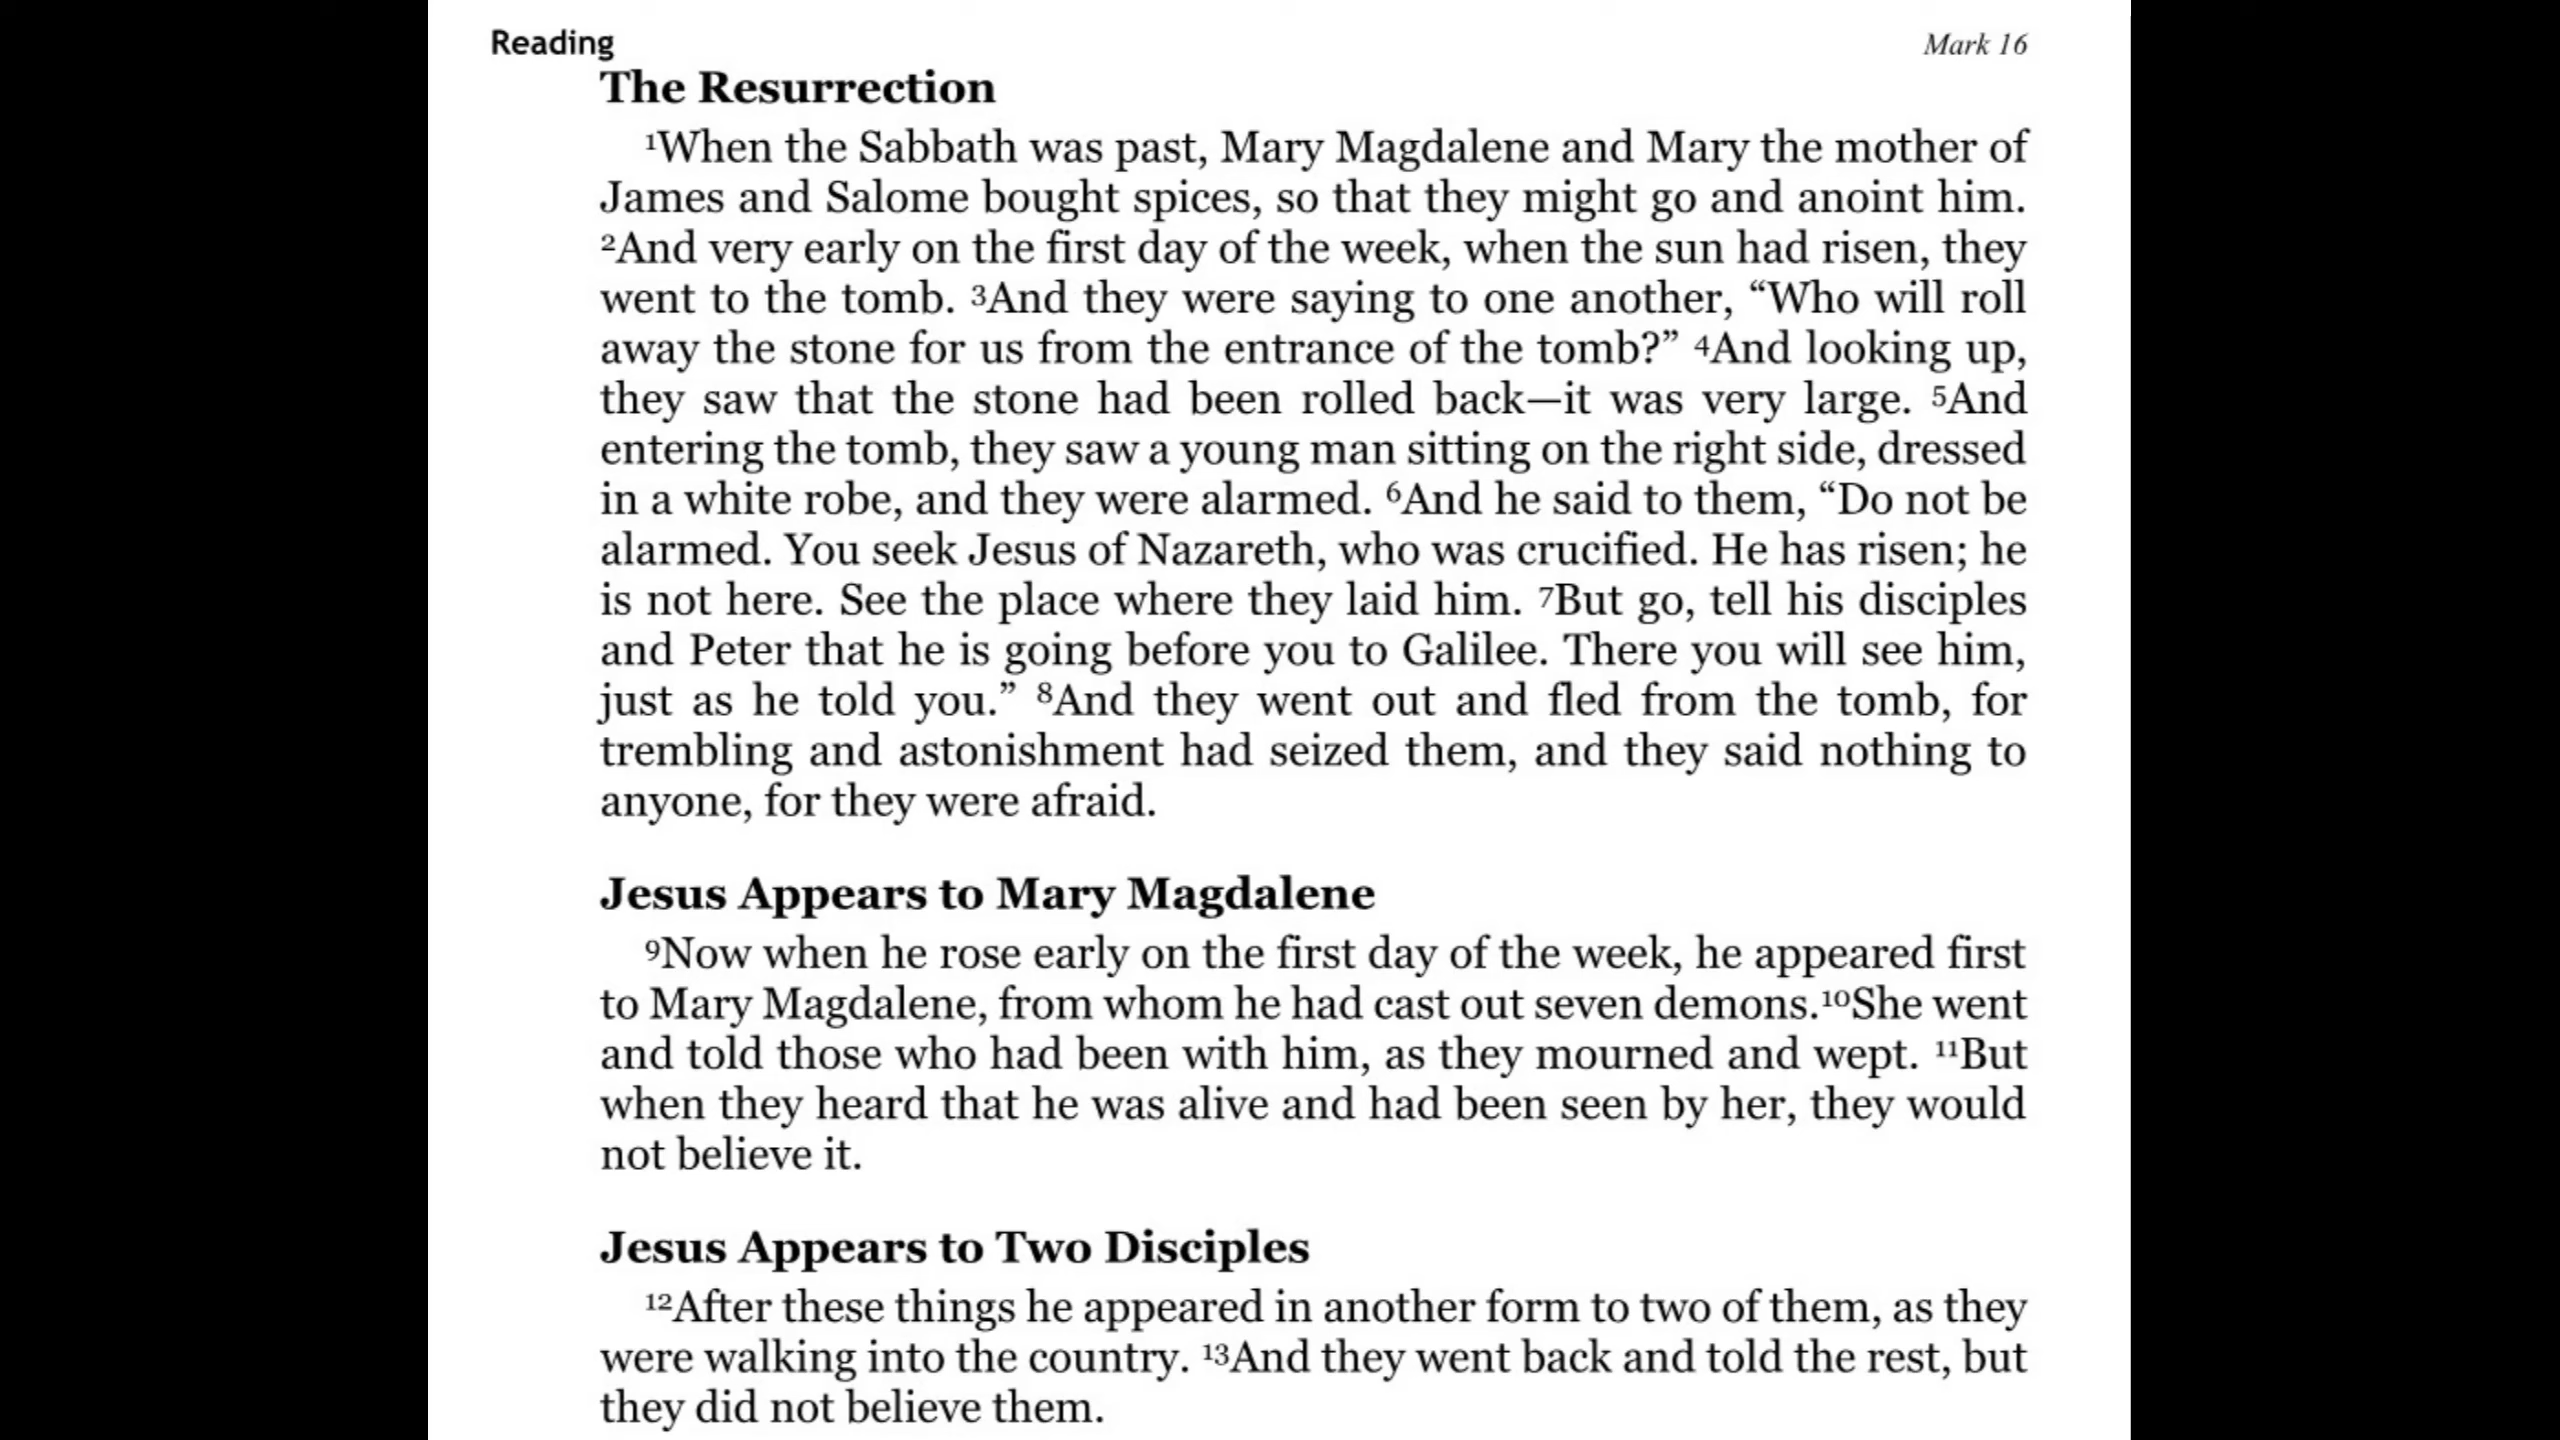 Reading
Mark 16
The Resurrection
¹When the Sabbath was past, Mary Magdalene and Mary the mother of
James and Salome bought spices, so that they might go and anoint him.
²And very early on the first day of the week, when the sun had risen, they
went to the tomb. ³And they were saying to one another, “Who will roll
away the stone for us from the entrance of the tomb?” ⁴And looking up,
they saw that the stone had been rolled back—it was very large. ⁵And
entering the tomb, they saw a young man sitting on the right side, dressed
in a white robe, and they were alarmed. ⁶And he said to them, “Do not be
alarmed. You seek Jesus of Nazareth, who was crucified. He has risen; he
is not here. See the place where they laid him. ⁷But go, tell his disciples
and Peter that he is going before you to Galilee. There you will see him,
just as he told you.” ⁸And they went out and fled from the tomb, for
trembling and astonishment had seized them, and they said nothing to
anyone, for they were afraid.
Jesus Appears to Mary Magdalene
⁹Now when he rose early on the first day of the week, he appeared first
to Mary Magdalene, from whom he had cast out seven demons.¹⁰She went
and told those who had been with him, as they mourned and wept. ¹¹But
when they heard that he was alive and had been seen by her, they would
not believe it.
Jesus Appears to Two Disciples
¹²After these things he appeared in another form to two of them, as they
were walking into the country. ¹³And they went back and told the rest, but
they did not believe them.